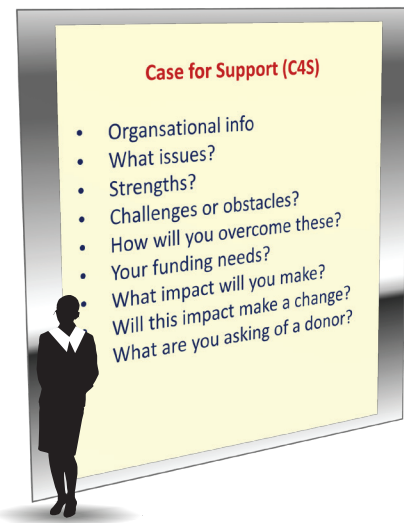 Case for Support (C4S)
• Organsational info
• What issues?
• Strengths?
• Challenges or obstacles?
• How will you overcome these?
• Your funding needs?
• What impact will you make?
Will this impact make a change?
What are you asking of a donor?